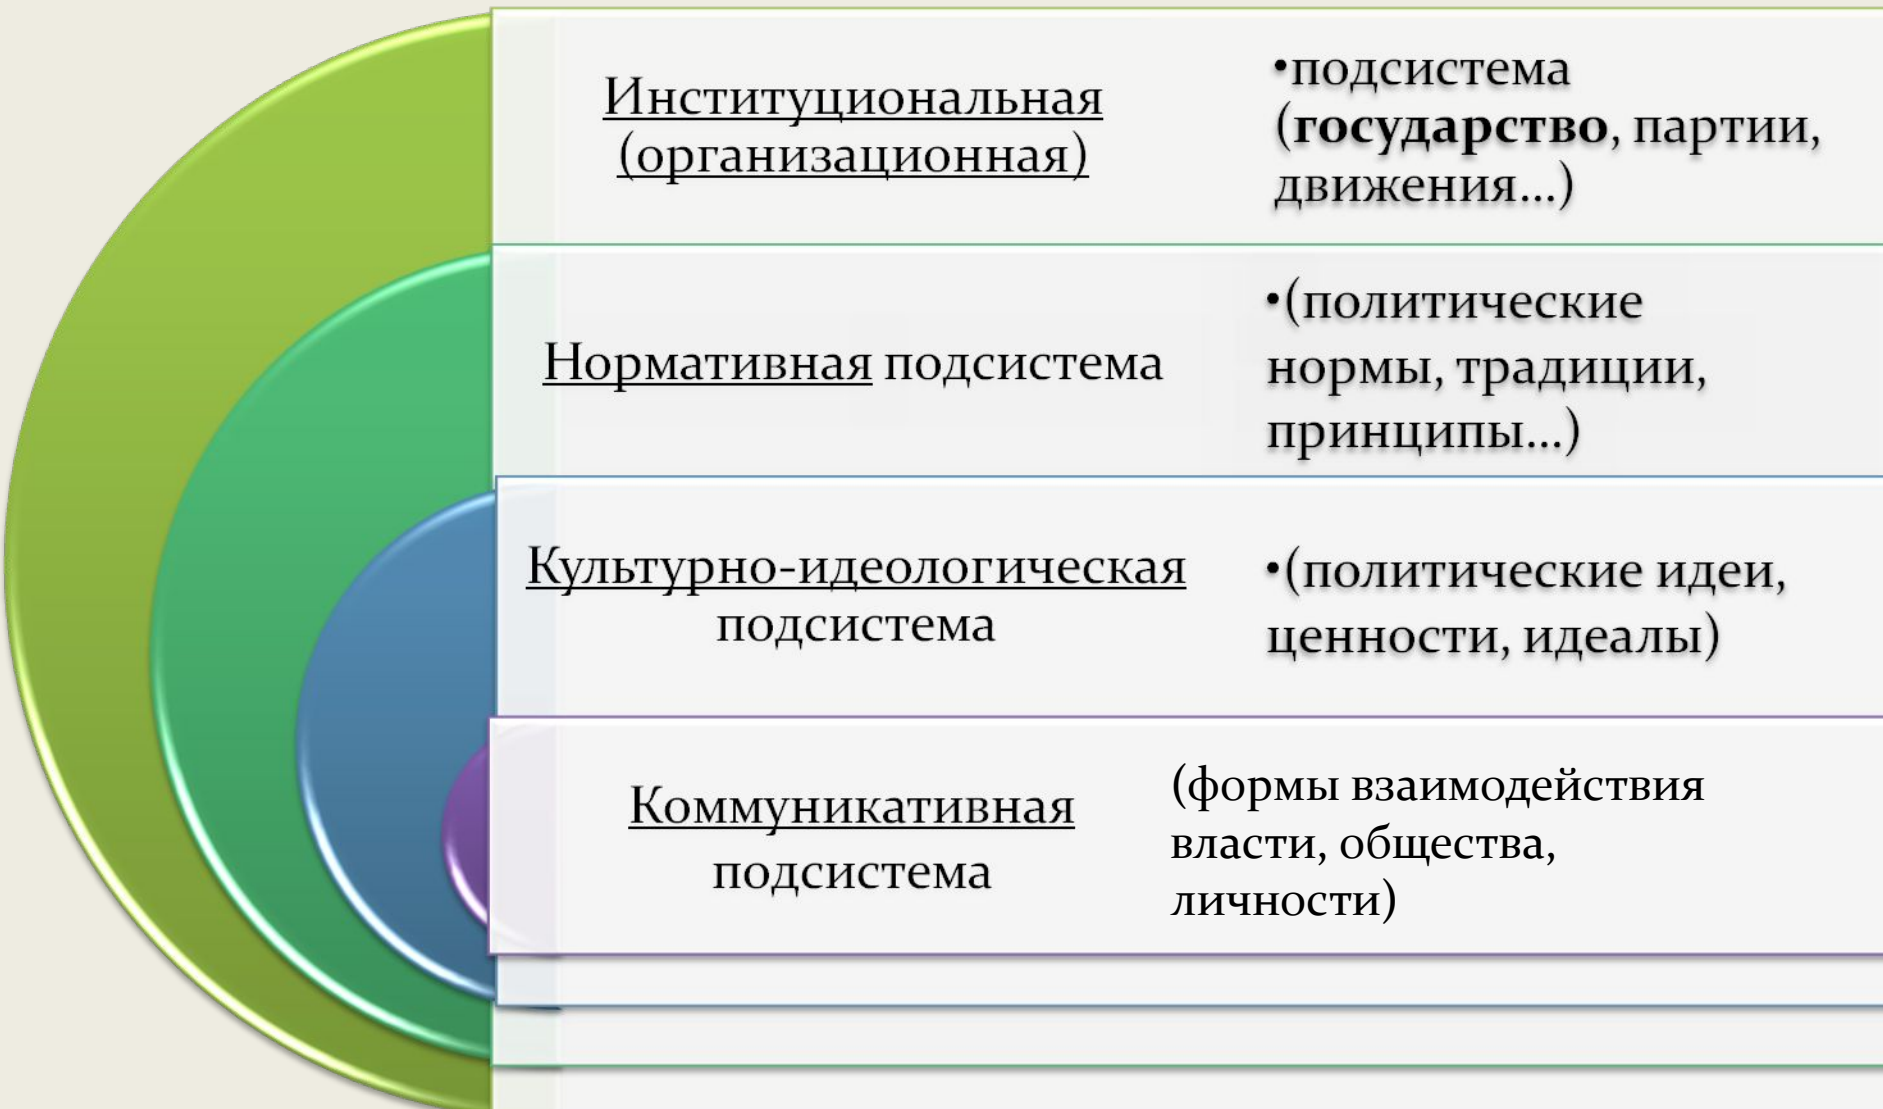 Институциональная
(организационная)
•подсистема
(государство, партии,
движения...)
Нормативная подсистема
•(политические
нормы, традиции,
принципы...)
Культурно-идеологическая
подсистема
•(политические идеи,
ценности, идеалы)
Коммуникативная
подсистема
(формы взаимодействия
власти, общества,
личности)